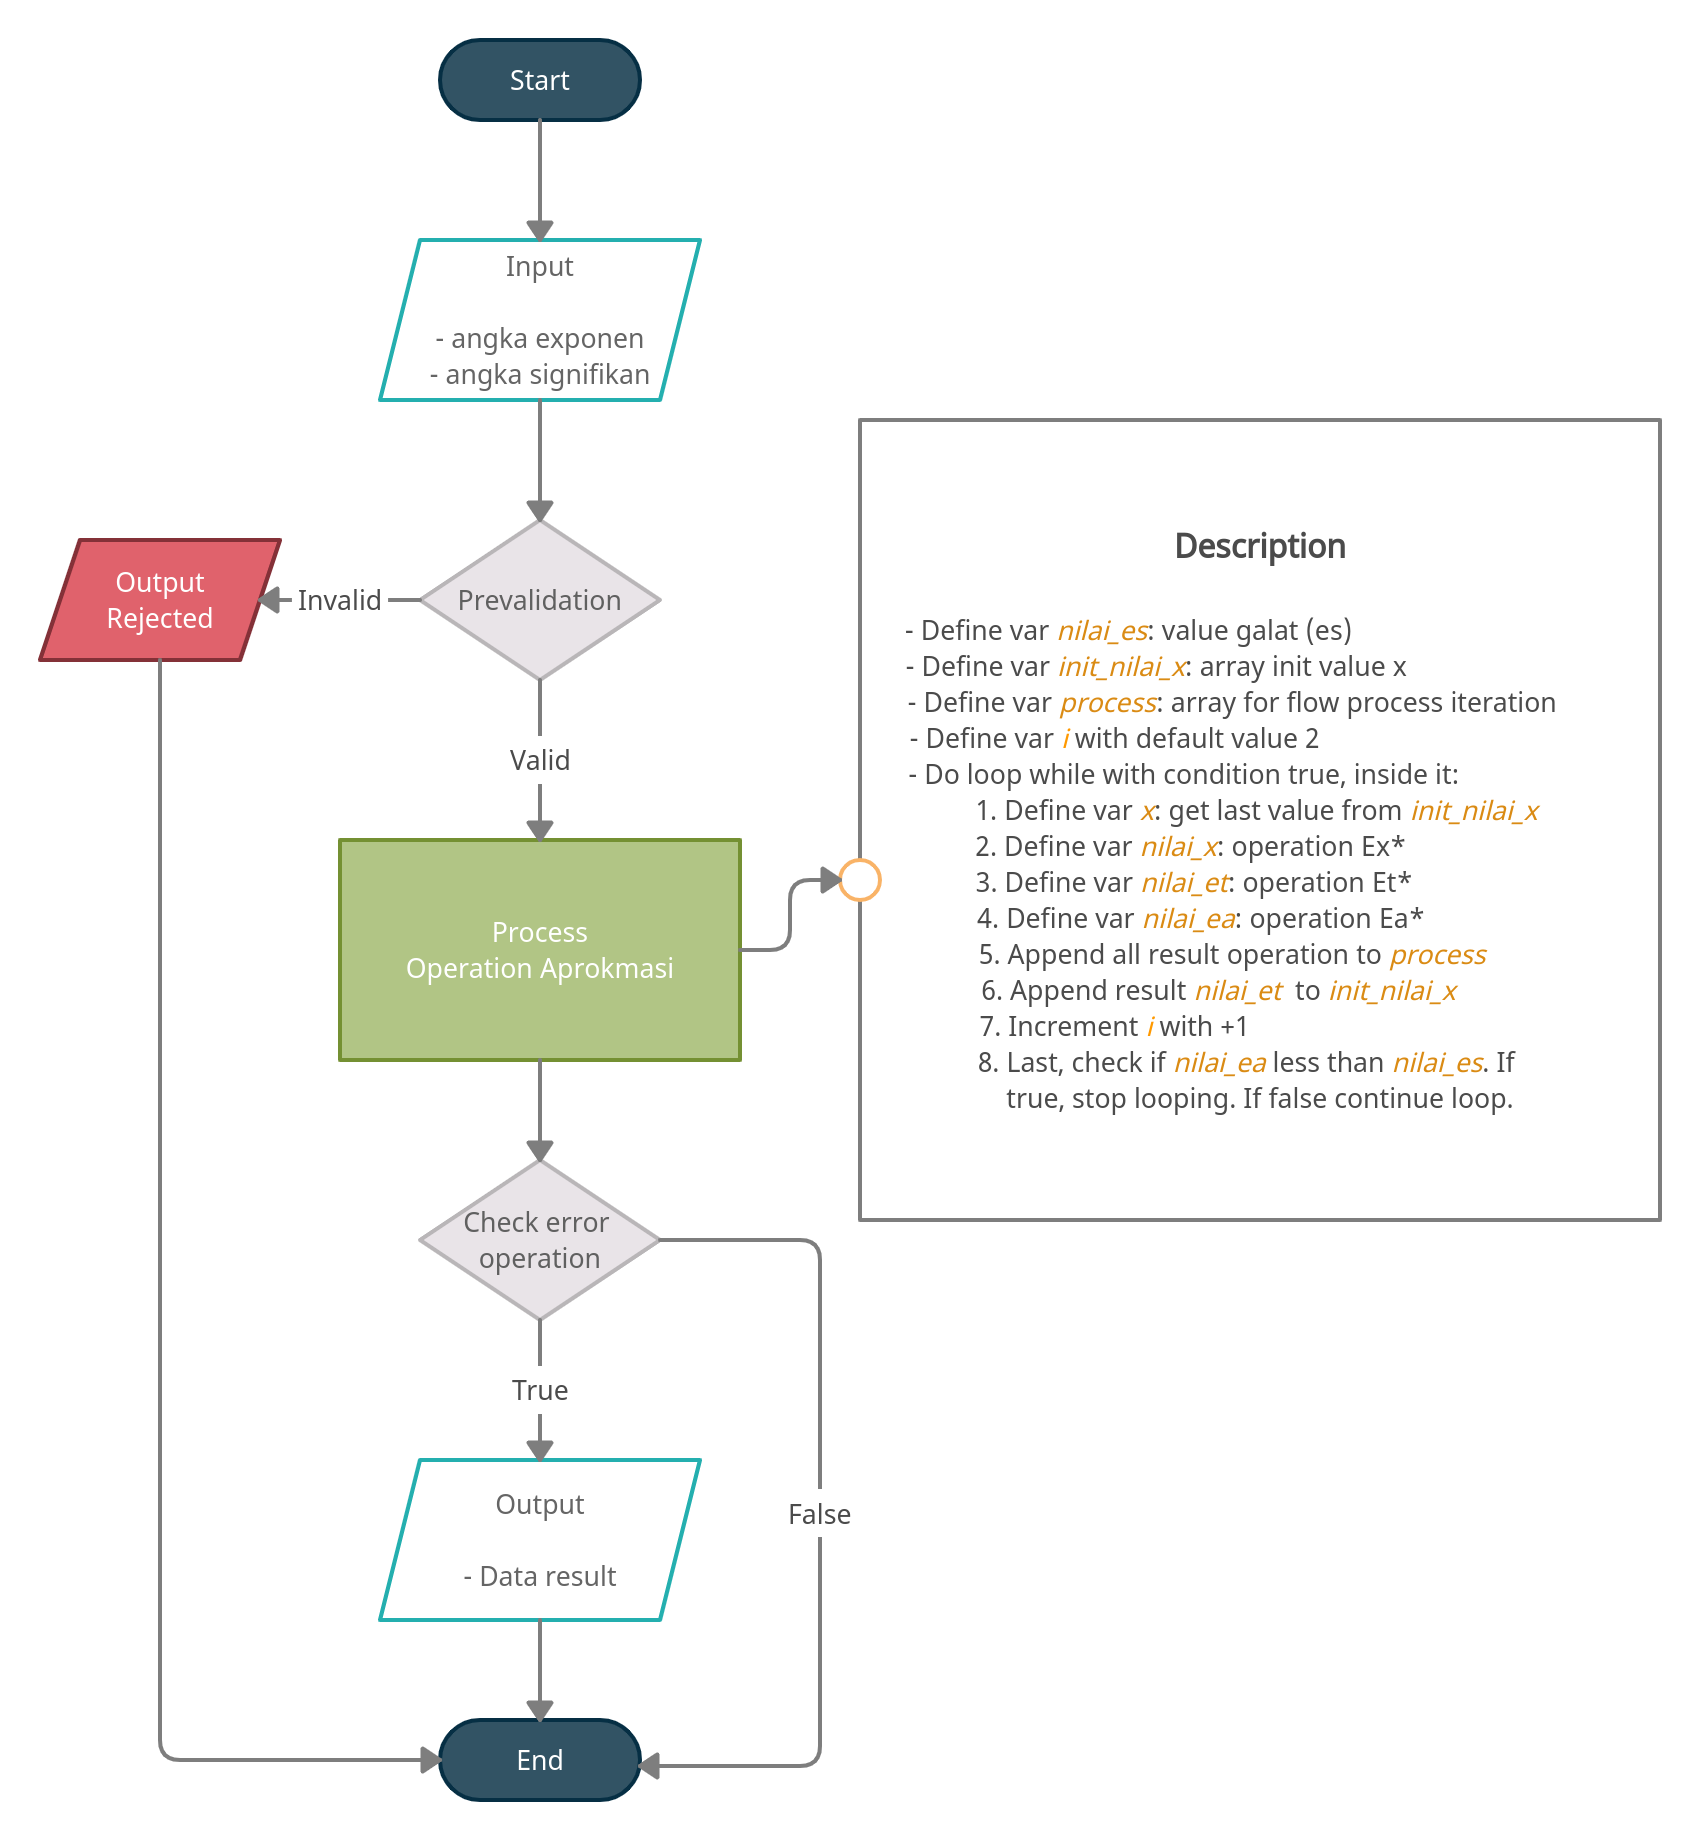 Start
Input
- angka exponen
- angka signifikan
Prevalidation
Invalid
Output
Rejected
Valid
Process
Operation Aprokmasi
Description
- Define var nilai_es: value galat (es)
- Define var init_nilai_x: array init value x
- Define var process: array for flow process iteration
- Define var i with default value 2
- Do loop while with condition true, inside it:
1. Define var x: get last value from init_nilai_x
2. Define var nilai_x: operation Ex*
3. Define var nilai_et: operation Et*
4. Define var nilai_ea: operation Ea*
5. Append all result operation to process
6. Append result nilai_et to init_nilai_x
7. Increment i with +1
8. Last, check if nilai_ea less than nilai_es. If
true, stop looping. If false continue loop.
Check error
operation
True
False
Output
- Data result
End